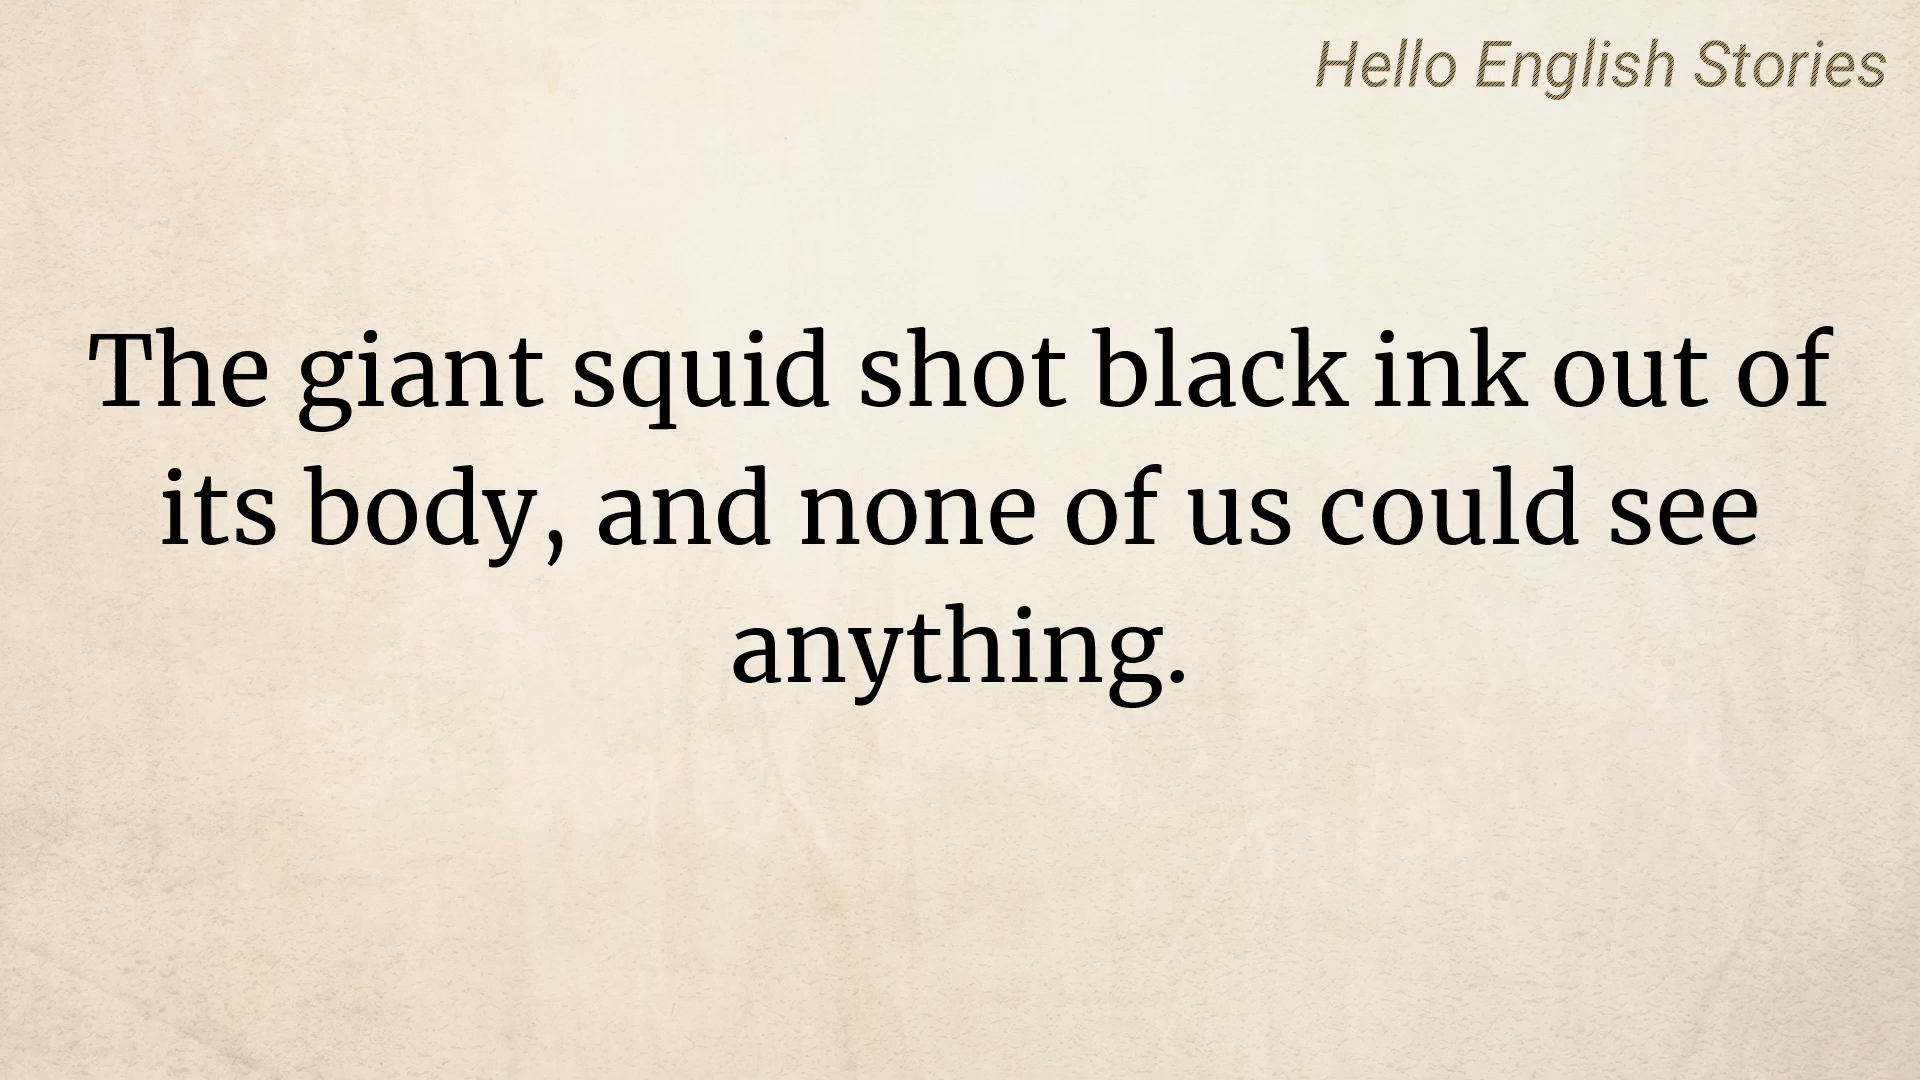 Hello English Stories
The giant squid shot black ink out of
its body, and none of us could see
anything.